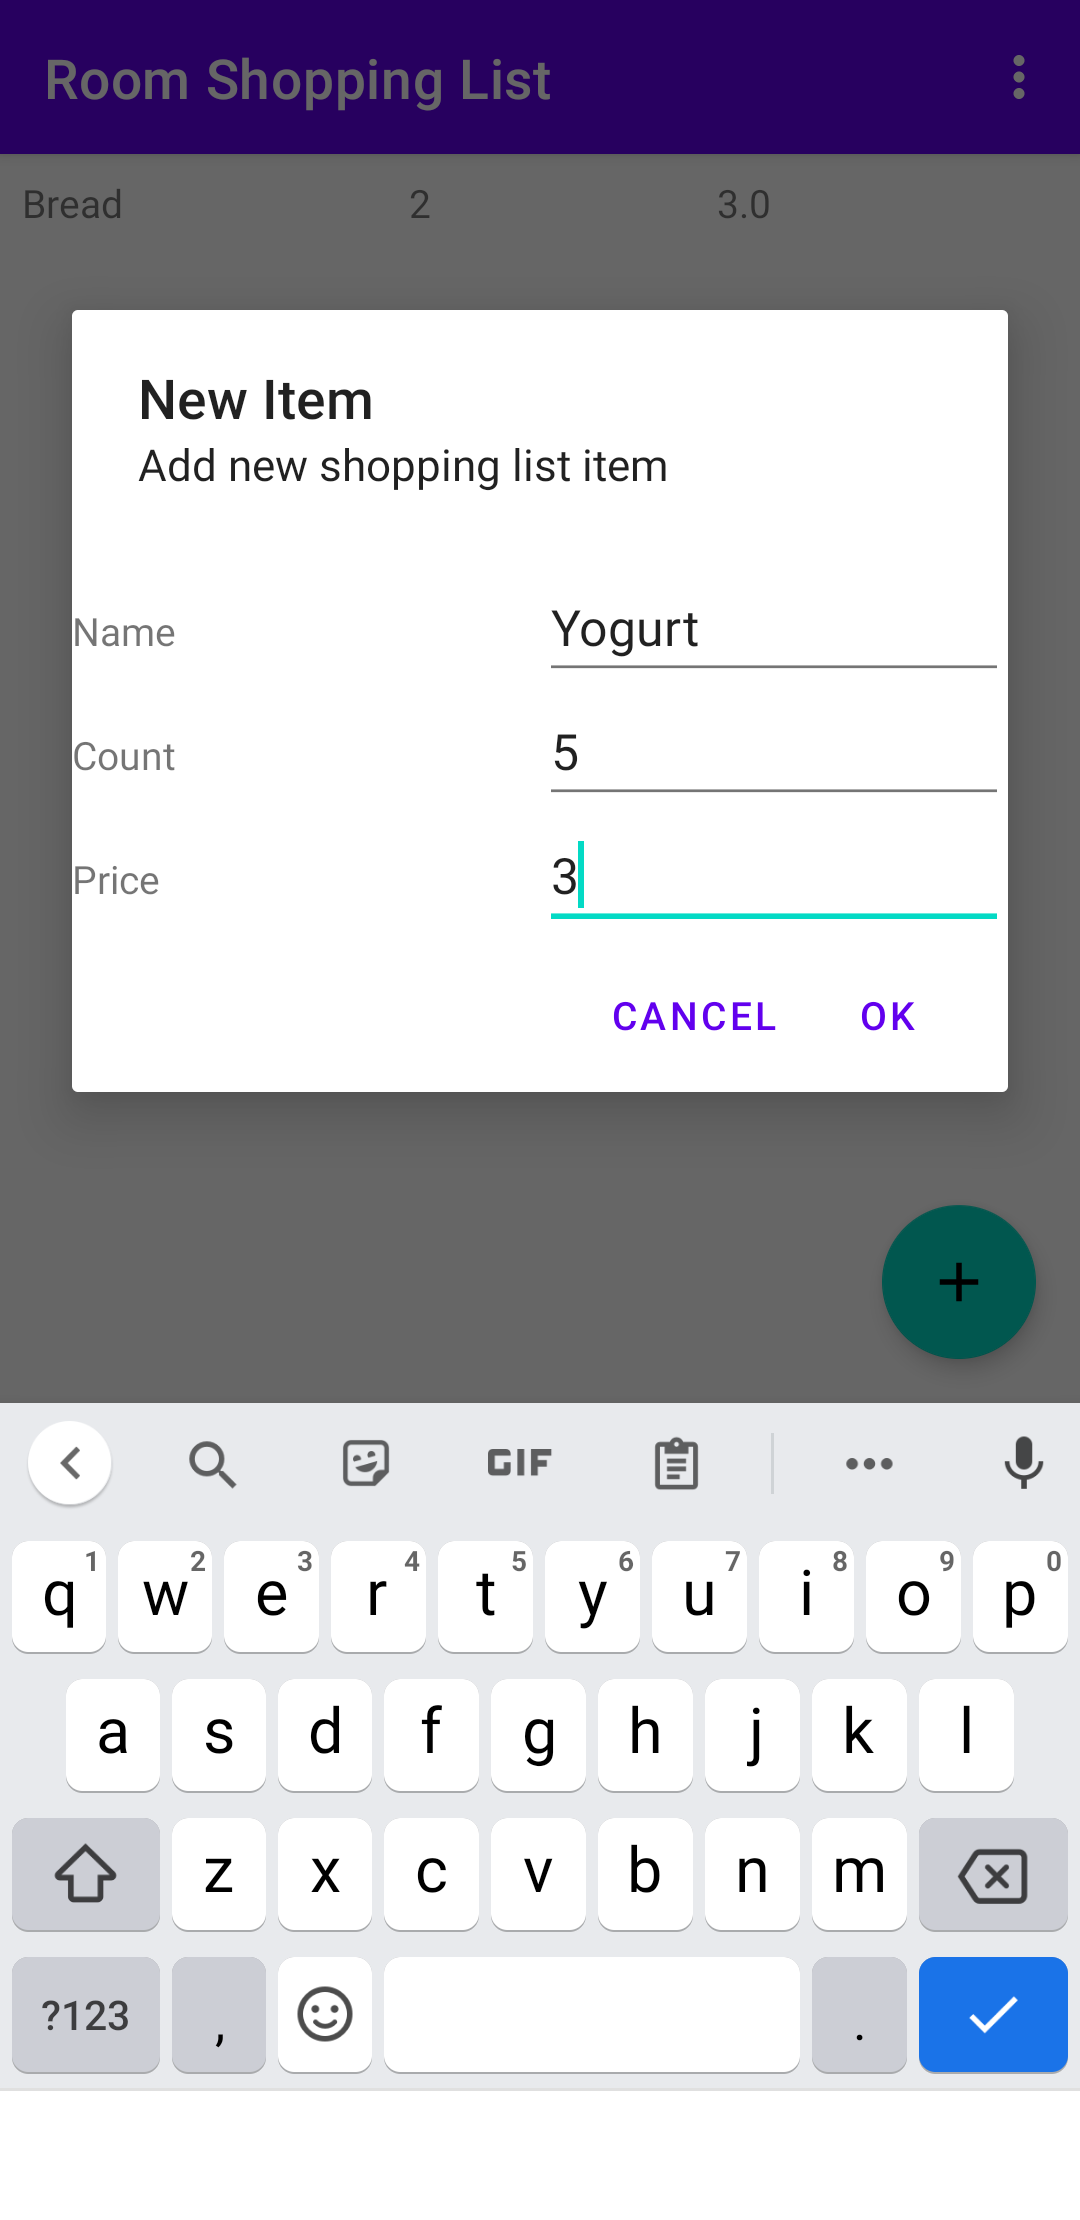 Room Shopping List
Bread 2 3.0
New Item
Add new shopping list item
Name Yogurt
Count 5
Price 3
CANCEL OK
GIF
q 1 w 2 e 3 r 4 t 5 y 6 u 7 i 8 o 9 p 0
a s d f g h j k l
z x c v b n m
?123 , .